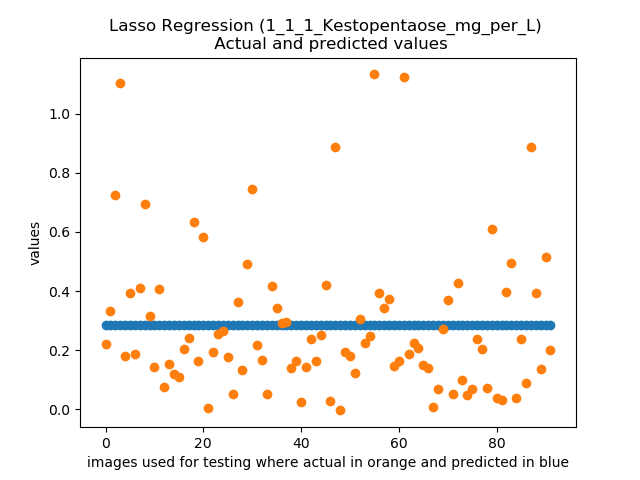 Lasso Regression (1_1_1_Kestopentaose_mg_per_L)
Actual and predicted values
values
1.0
0.8
0.6
0.4
0.2
0.0
0 20 40 60 80
images used for testing where actual in orange and predicted in blue